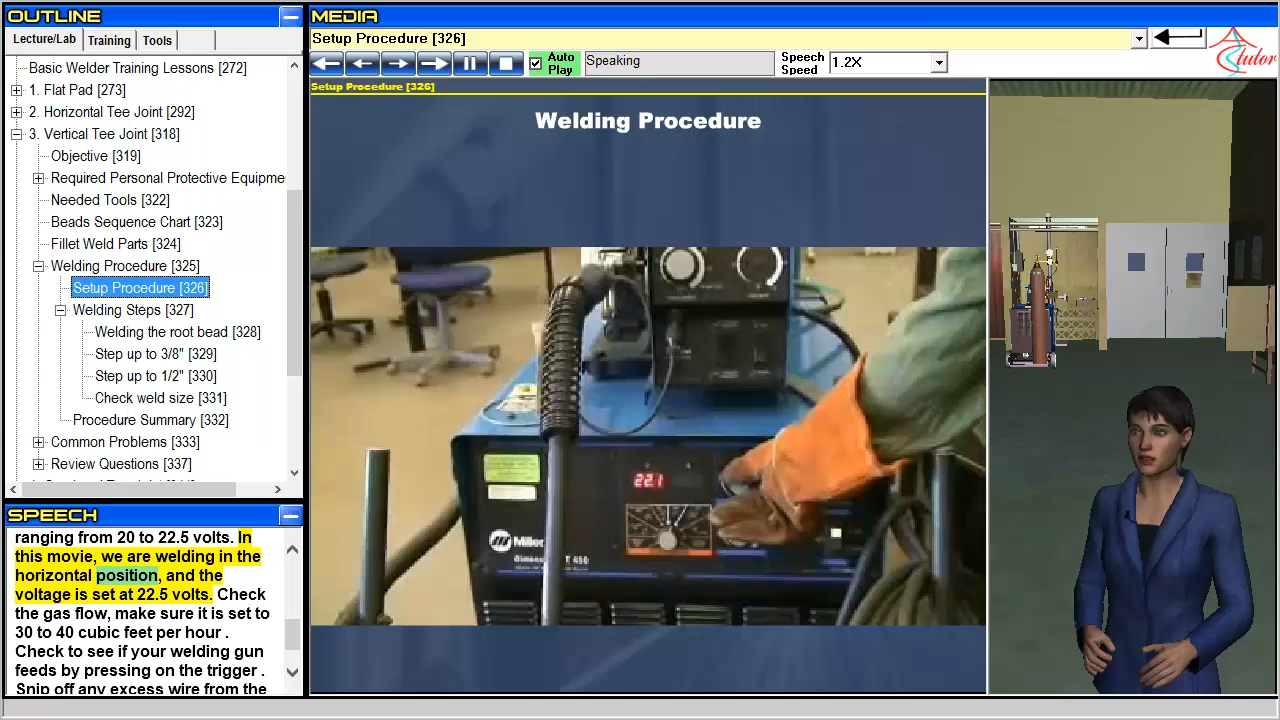 OUTLINE
Lecture/Lab
Training
Tools
Basic Welder Training Lessons [272]
1. Flat Pad [273]
2. Horizontal Tee Joint [292]
3. Vertical Tee Joint [318]
Objective [319]
Required Personal Protective Equipme
Needed Tools [322]
Beads Sequence Chart [323]
Fillet Weld Parts [324]
Welding Procedure [325]
Setup Procedure [326]
Welding Steps [327]
Welding the root bead [328]
Step up to 3/8" [329]
Step up to 1/2" [330]
Check weld size [331]
Procedure Summary [332]
Common Problems [333]
Review Questions [337]
SPEECH
ranging from 20 to 22.5 volts. In
this movie, we are welding in the
horizontal position, and the
voltage is set at 22.5 volts. Check
the gas flow, make sure it is set to
30 to 40 cubic feet per hour .
Check to see if your welding gun
feeds by pressing on the trigger .
Snip off any excess wire from the
MEDIA
Setup Procedure [326]
Auto
Play
Speaking
Speech
Speed
1.2X
tutor
Setup Procedure [326]
Welding Procedure
22.1
Miller